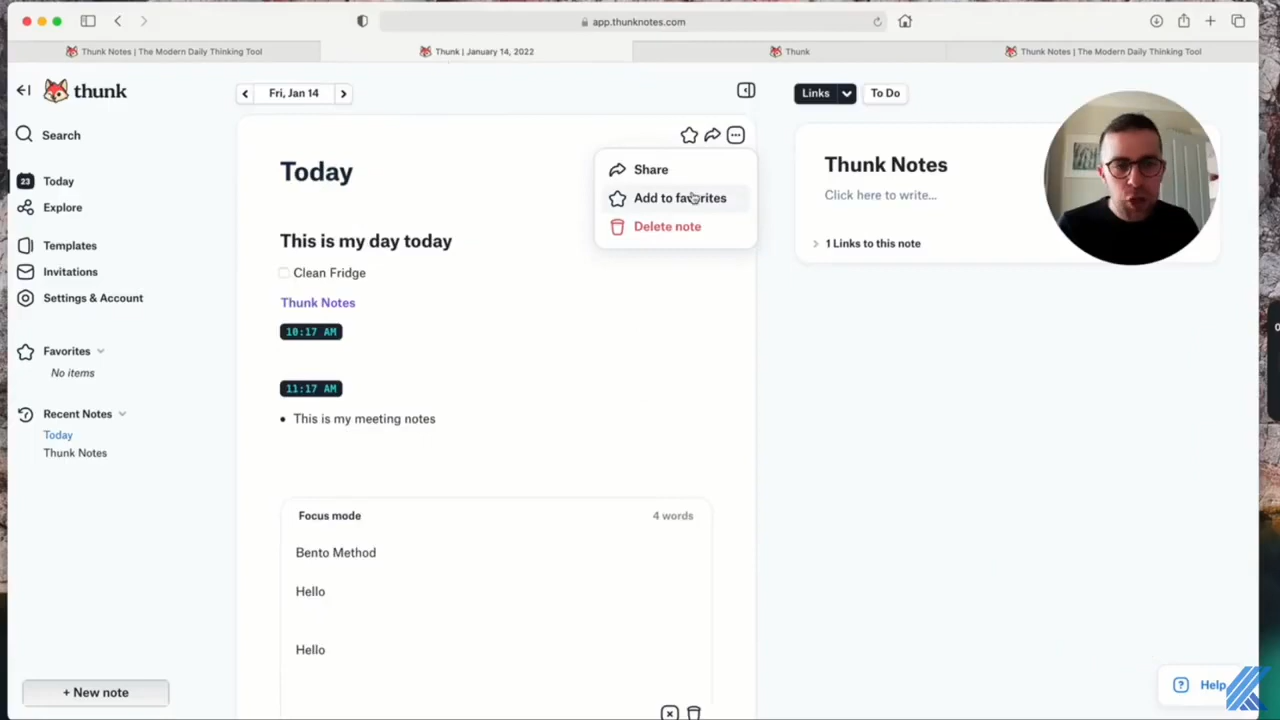 app.thunknotes.com
Thunk Notes | The Modern Daily Thinking Tool
Thunk | January 14, 2022
Thunk
Thunk Notes | The Modern Daily Thinking Tool
thunk
Search
23
Today
Explore
Templates
Invitations
Settings & Account
Favorites
No items
Recent Notes
Today
Thunk Notes
+ New note
Fri, Jan 14
Today
Share
Add to favorites
Delete note
This is my day today
Clean Fridge
Thunk Notes
10:17 AM
11:17 AM
• This is my meeting notes
Focus mode
4 words
Bento Method
Hello
Hello
Links
To Do
Thunk Notes
Click here to write...
1 Links to this note
? Help